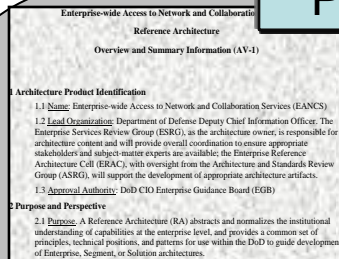 P
Enterprise-wide Access to Network and Collaboratio
Reference Architecture
Overview and Summary Information (AV-1)
1 Architecture Product Identification
1.1 Name: Enterprise-wide Access to Network and Collaboration Services (EANCS)
1.2 Lead Organization: Department of Defense Deputy Chief Information Officer. The
Enterprise Services Review Group (ESRG), as the architecture owner, is responsible for
architecture content and will provide overall coordination to ensure appropriate
stakeholders and subject-matter experts are available; the Enterprise Reference
Architecture Cell (ERAC), with oversight from the Architecture and Standards Review
Group (ASRG), will support the development of appropriate architecture artifacts.
1.3 Approval Authority: DoD CIO Enterprise Guidance Board (EGB)
2 Purpose and Perspective
2.1 Purpose. A Reference Architecture (RA) abstracts and normalizes the institutional
understanding of capabilities at the enterprise level, and provides a common set of
principles, technical positions, and patterns for use within the DoD to guide development
of Enterprise, Segment, or Solution architectures.